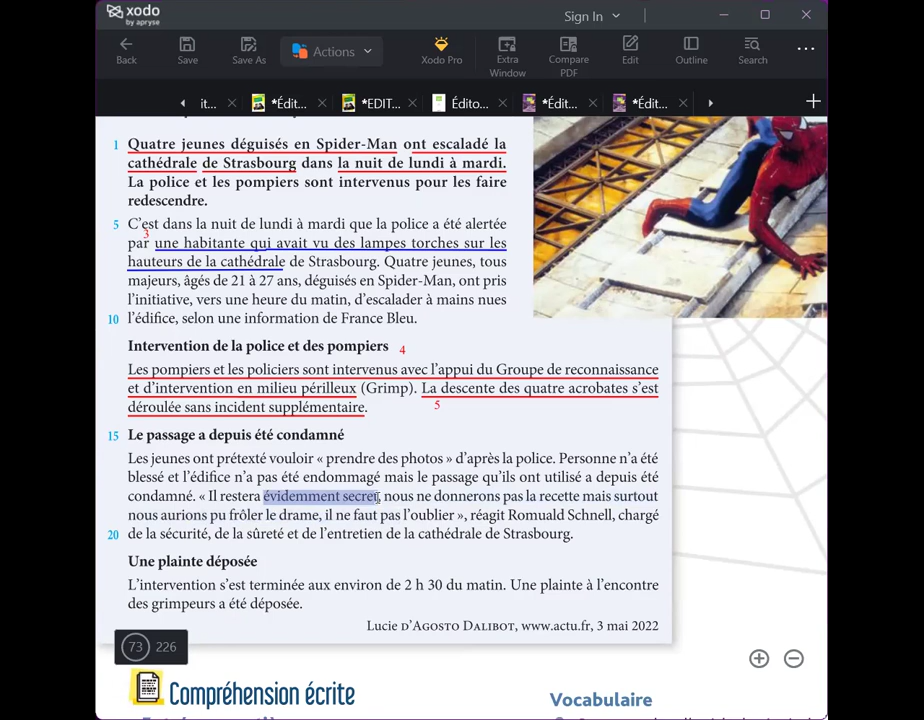 xodo
by apryse
Sign In
Back
Save
Save As
Actions
Xodo Pro
Extra
Window
Compare
PDF
Edit
Outline
Search
it...
*Édit...
*EDIT...
Édito...
*Édit...
*Édit...
1 Quatre jeunes déguisés en Spider-Man ont escaladé la
cathédrale de Strasbourg dans la nuit de lundi à mardi.
La police et les pompiers sont intervenus pour les faire
redescendre.
5 C'est dans la nuit de lundi à mardi que la police a été alertée
3
par une habitante qui avait vu des lampes torches sur les
hauteurs de la cathédrale de Strasbourg. Quatre jeunes, tous
majeurs, âgés de 21 à 27 ans, déguisés en Spider-Man, ont pris
l'initiative, vers une heure du matin, d'escalader à mains nues
10 l'édifice, selon une information de France Bleu.
Intervention de la police et des pompiers 4
Les pompiers et les policiers sont intervenus avec l'appui du Groupe de reconnaissance
et d'intervention en milieu périlleux (Grimp). La descente des quatre acrobates s'est
déroulée sans incident supplémentaire. 5
15 Le passage a depuis été condamné
Les jeunes ont prétexté vouloir « prendre des photos » d'après la police. Personne n'a été
blessé et l'édifice n'a pas été endommagé mais le passage qu'ils ont utilisé a depuis été
condamné. « Il restera évidemment secret, nous ne donnerons pas la recette mais surtout
nous aurions pu frôler le drame, il ne faut pas l'oublier », réagit Romuald Schnell, chargé
20 de la sécurité, de la sûreté et de l'entretien de la cathédrale de Strasbourg.
Une plainte déposée
L'intervention s'est terminée aux environ de 2 h 30 du matin. Une plainte à l'encontre
des grimpeurs a été déposée.
Lucie D'AGOSTO DALIBOT, www.actu.fr, 3 mai 2022
73 226
Compréhension écrite
Vocabulaire